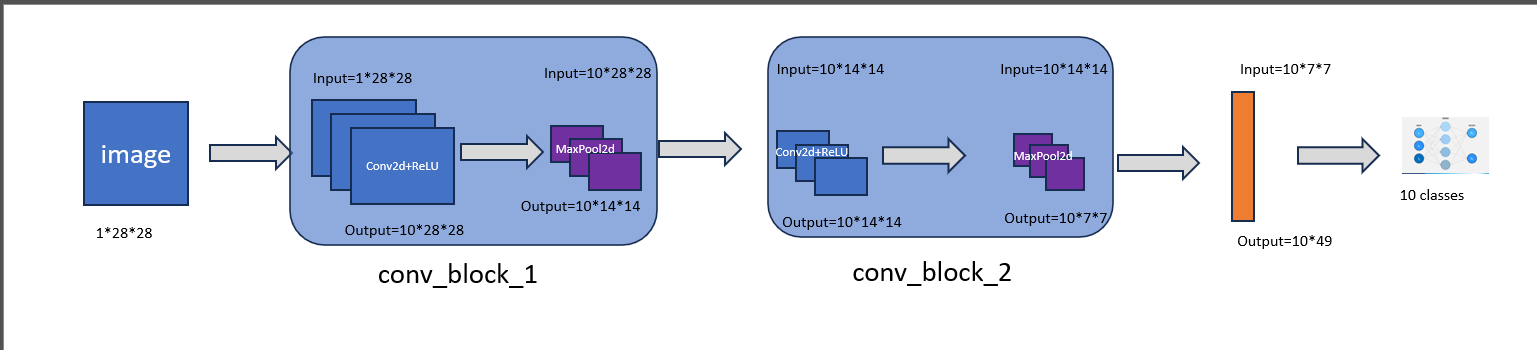 image
1*28*28
Input=1*28*28
Conv2d+ReLU
Output=10*28*28
Input=10*28*28
MaxPool2d
Output=10*14*14
conv_block_1
Input=10*14*14
Conv2d+ReLU
Output=10*14*14
Input=10*14*14
MaxPool2d
Output=10*7*7
conv_block_2
Input=10*7*7
Output=10*49
10 classes